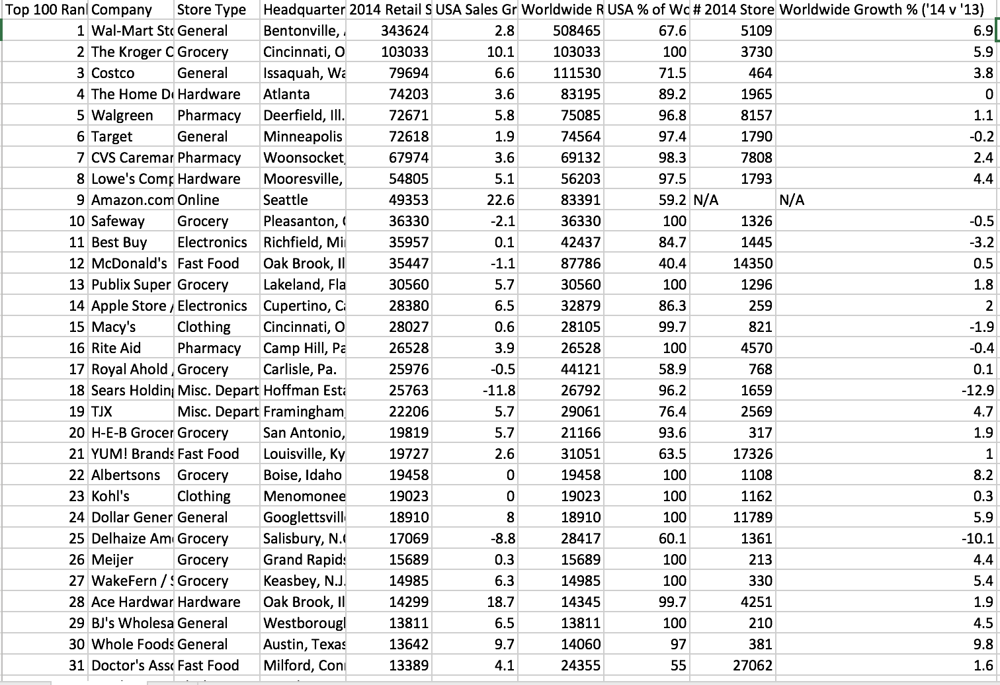 Top 100 Ranl Company Store Type Headquarter 2014 Retail S USA Sales Gr Worldwide R USA % of Wo # 2014 Store Worldwide Growth % ('14 v '13)
1 Wal-Mart Sto General Bentonville, 343624 2.8 508465 67.6 5109 6.9
2 The Kroger C Grocery Cincinnati, O 103033 10.1 103033 100 3730 5.9
3 Costco General Issaquah, Wa 79694 6.6 111530 71.5 464 3.8
4 The Home De Hardware Atlanta 74203 3.6 83195 89.2 1965 0
5 Walgreen Pharmacy Deerfield, Ill. 72671 5.8 75085 96.8 8157 1.1
6 Target General Minneapolis 72618 1.9 74564 97.4 1790 -0.2
7 CVS Caremar Pharmacy Woonsocket, 67974 3.6 69132 98.3 7808 2.4
8 Lowe's Comp Hardware Mooresville, 54805 5.1 56203 97.5 1793 4.4
9 Amazon.com Online Seattle 49353 22.6 83391 59.2 N/A N/A
10 Safeway Grocery Pleasanton, 36330 -2.1 36330 100 1326 -0.5
11 Best Buy Electronics Richfield, Mi 35957 0.1 42437 84.7 1445 -3.2
12 McDonald's Fast Food Oak Brook, Il 35447 -1.1 87786 40.4 14350 0.5
13 Publix Super Grocery Lakeland, Fla 30560 5.7 30560 100 1296 1.8
14 Apple Store / Electronics Cupertino, Ca 28380 6.5 32879 86.3 259 2
15 Macy's Clothing Cincinnati, O 28027 0.6 28105 99.7 821 -1.9
16 Rite Aid Pharmacy Camp Hill, Pa 26528 3.9 26528 100 4570 -0.4
17 Royal Ahold / Grocery Carlisle, Pa. 25976 -0.5 44121 58.9 768 0.1
18 Sears Holding Misc. Depart Hoffman Esta 25763 -11.8 26792 96.2 1659 -12.9
19 TJX Misc. Depart Framingham, 22206 5.7 29061 76.4 2569 4.7
20 H-E-B Grocer Grocery San Antonio, 19819 5.7 21166 93.6 317 1.9
21 YUM! Brands Fast Food Louisville, Ky 19727 2.6 31051 63.5 17326 1
22 Albertsons Grocery Boise, Idaho 19458 0 19458 100 1108 8.2
23 Kohl's Clothing Menomonee 19023 0 19023 100 1162 0.3
24 Dollar Gener General Googlettsville 18910 8 18910 100 11789 5.9
25 Delhaize Ame Grocery Salisbury, N.C 17069 -8.8 28417 60.1 1361 -10.1
26 Meijer Grocery Grand Rapids 15689 0.3 15689 100 213 4.4
27 WakeFern / S Grocery Keasbey, N.J. 14985 6.3 14985 100 330 5.4
28 Ace Hardwar Hardware Oak Brook, Il 14299 18.7 14345 99.7 4251 1.9
29 BJ's Wholesa General Westborough 13811 6.5 13811 100 210 4.5
30 Whole Foods General Austin, Texas 13642 9.7 14060 97 381 9.8
31 Doctor's Asso Fast Food Milford, Conn 13389 4.1 24355 55 27062 1.6